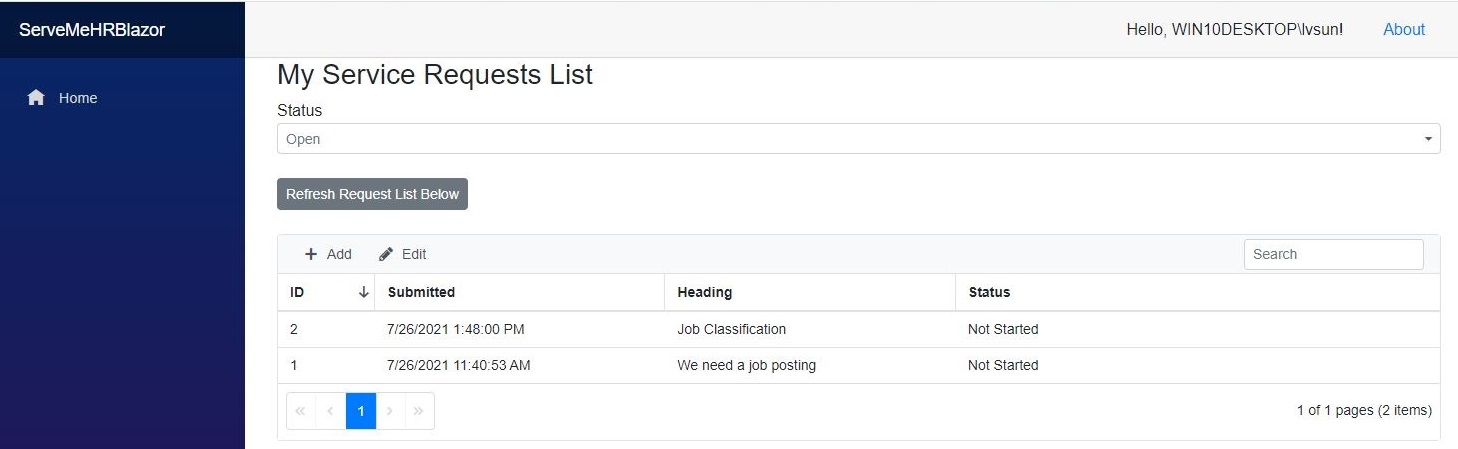 ServeMeHRBlazor
Hello, WIN10DESKTOP\lvsun! About
Home
My Service Requests List
Status
Open
Refresh Request List Below
Add Edit Search
ID Submitted Heading Status
2 7/26/2021 1:48:00 PM Job Classification Not Started
1 7/26/2021 11:40:53 AM We need a job posting Not Started
1 1 of 1 pages (2 items)